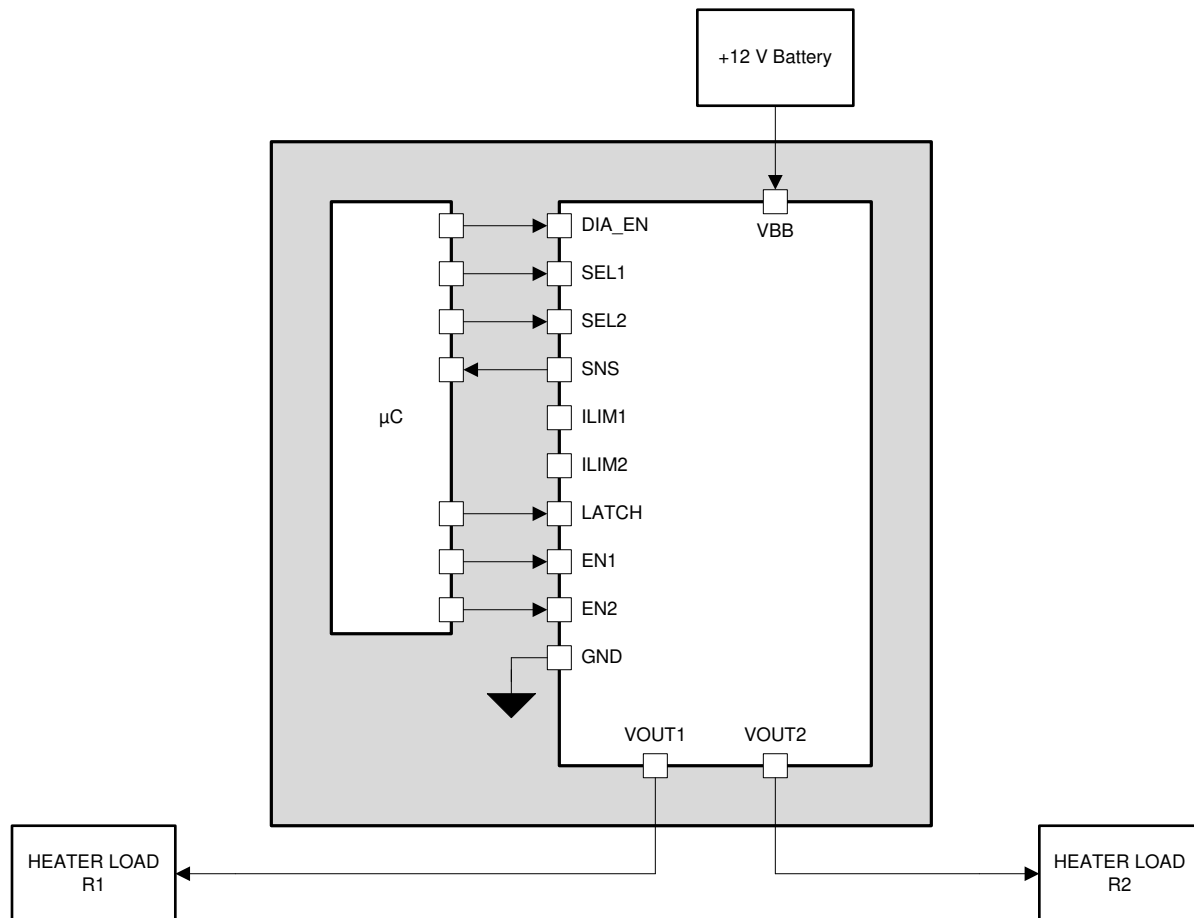 +12 V Battery
DIA_EN
VBB
SEL1
SEL2
SNS
µC
ILIM1
ILIM2
LATCH
EN1
EN2
GND
VOUT1
VOUT2
HEATER LOAD
R1
HEATER LOAD
R2